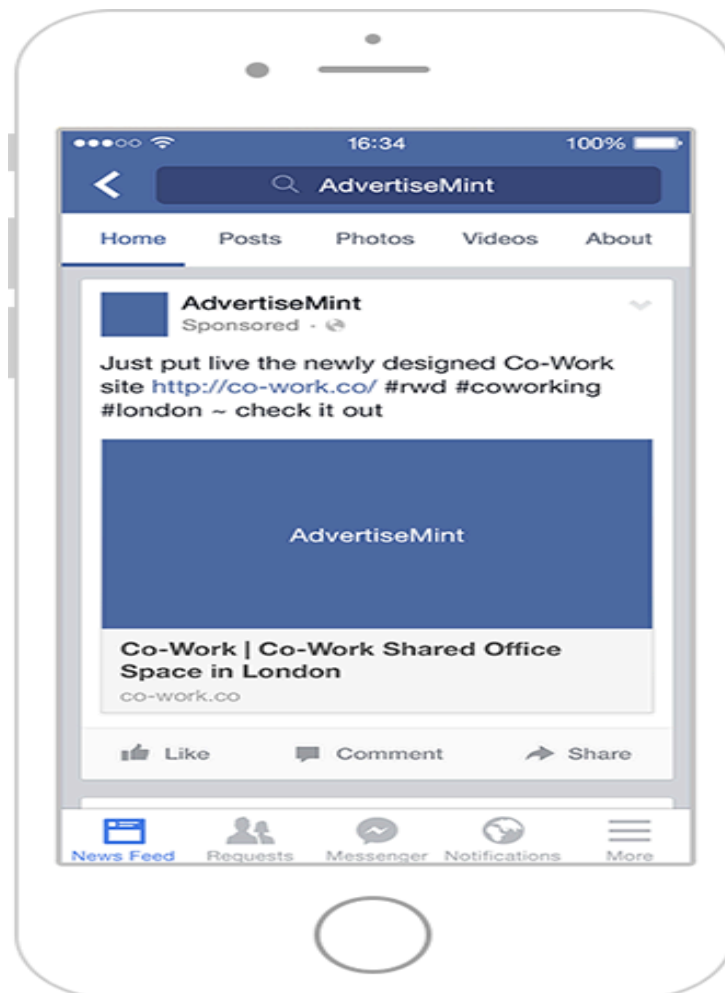 16:34 100%
AdvertiseMint
Home Posts Photos Videos About
AdvertiseMint
Sponsored ·
Just put live the newly designed Co-Work
site http://co-work.co/ #rwd #coworking
#london ~ check it out
AdvertiseMint
Co-Work | Co-Work Shared Office
Space in London
co-work.co
Like Comment Share
News Feed Requests Messenger Notifications More